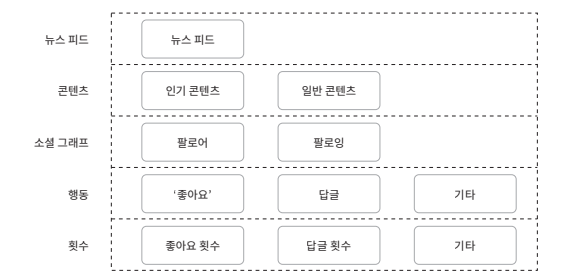 뉴스 피드 뉴스 피드
콘텐츠 인기 콘텐츠 일반 콘텐츠
소셜 그래프 팔로어 팔로잉
행동 ‘좋아요’ 답글 기타
횟수 좋아요 횟수 답글 횟수 기타